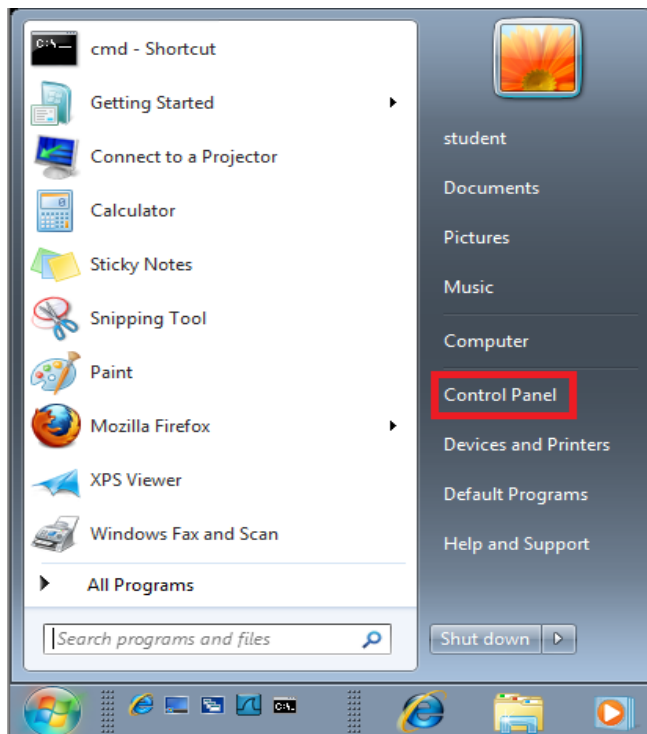 C:\_
cmd - Shortcut
Getting Started
Connect to a Projector
Calculator
Sticky Notes
Snipping Tool
Paint
Mozilla Firefox
XPS Viewer
Windows Fax and Scan
All Programs
Search programs and files
student
Documents
Pictures
Music
Computer
Control Panel
Devices and Printers
Default Programs
Help and Support
Shut down